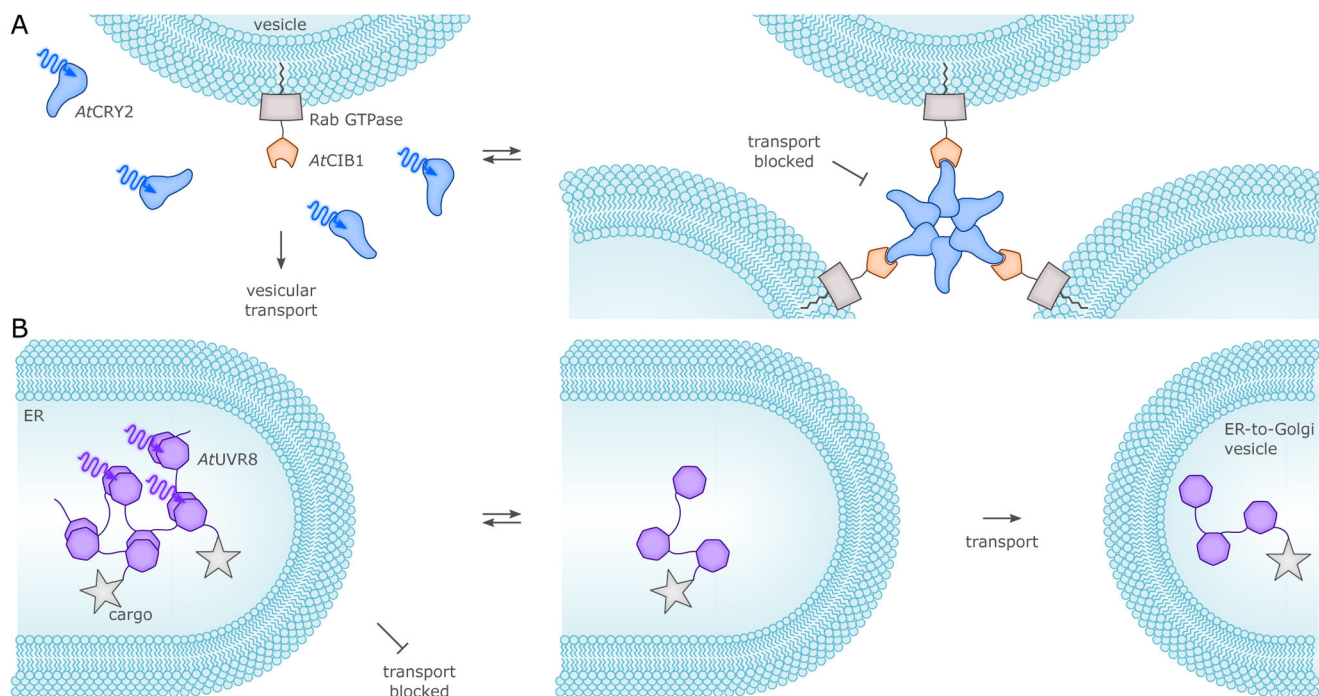 A
vesicle
AtCRY2
Rab GTPase
AtCIB1
vesicular
transport
transport
blocked
B
ER
AtUVR8
cargo
transport
blocked
transport
ER-to-Golgi
vesicle